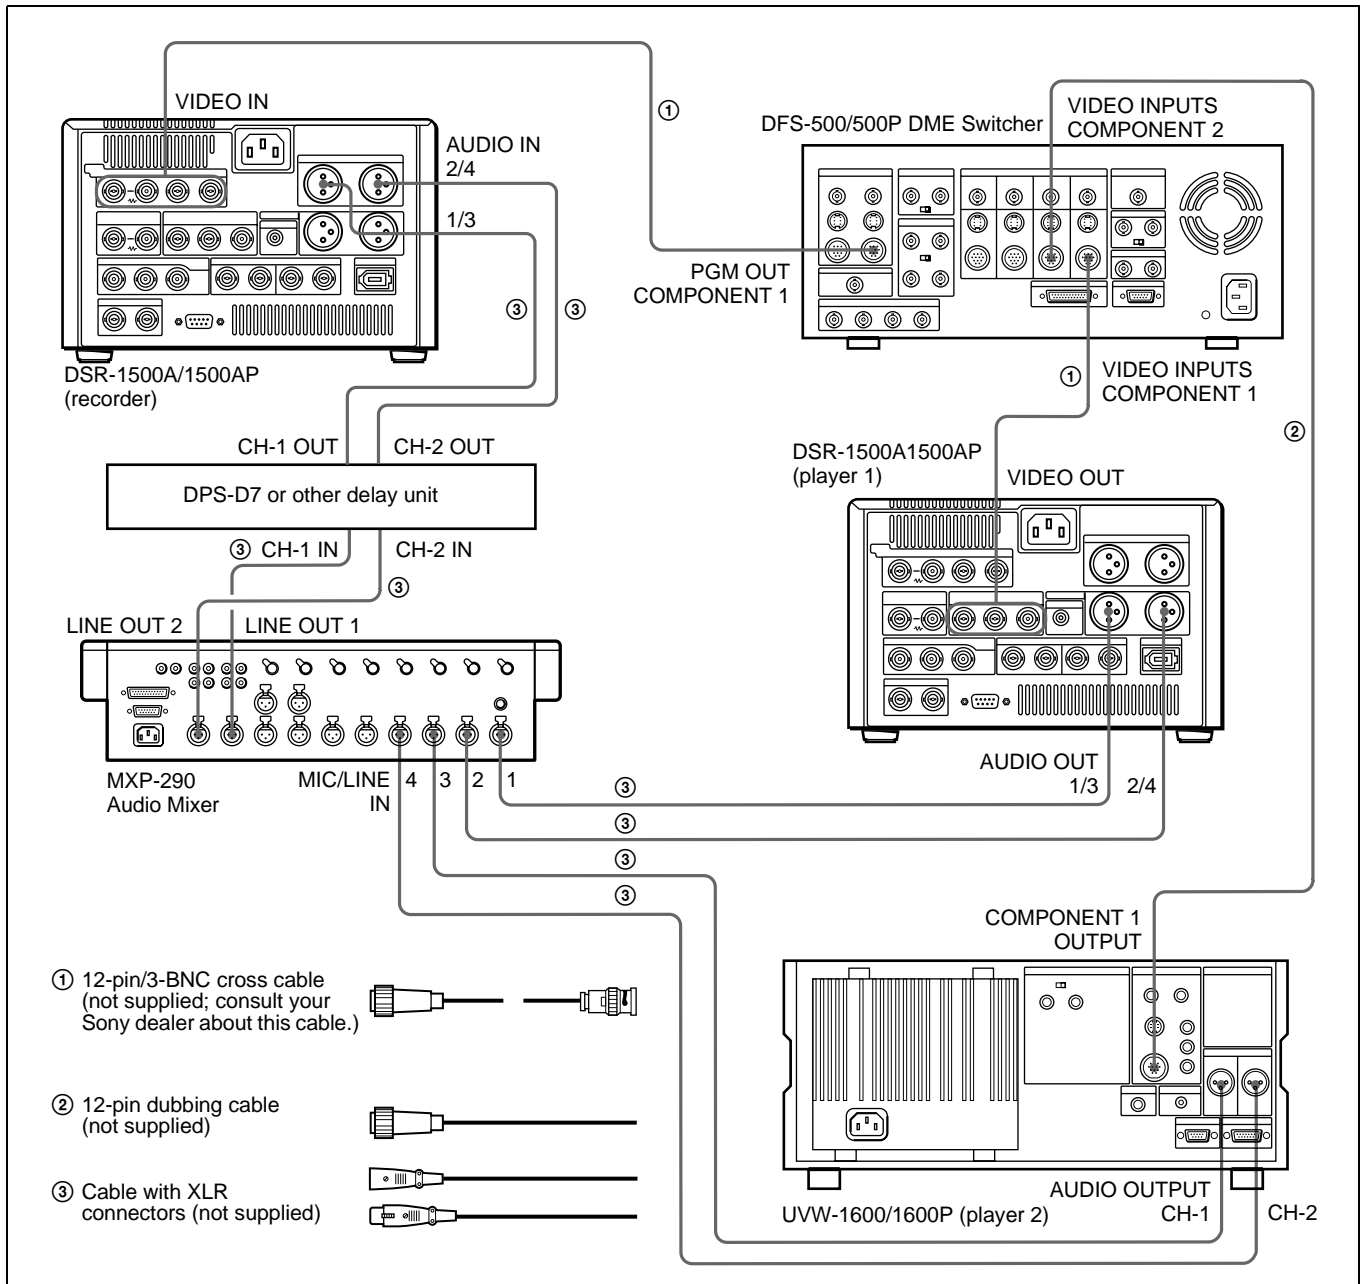 VIDEO IN
①
AUDIO IN
2/4
1/3
DFS-500/500P DME Switcher
VIDEO INPUTS
COMPONENT 2
PGM OUT
COMPONENT 1
③
③
DSR-1500A/1500AP
(recorder)
①
VIDEO INPUTS
COMPONENT 1
②
CH-1 OUT
CH-2 OUT
DPS-D7 or other delay unit
DSR-1500A1500AP
(player 1)
VIDEO OUT
③ CH-1 IN
CH-2 IN
③
LINE OUT 2
LINE OUT 1
MXP-290
Audio Mixer
MIC/LINE
IN
4
3
2
1
AUDIO OUT
1/3
2/4
③
③
③
③
COMPONENT 1
OUTPUT
① 12-pin/3-BNC cross cable
(not supplied; consult your
Sony dealer about this cable.)
② 12-pin dubbing cable
(not supplied)
③ Cable with XLR
connectors (not supplied)
UVW-1600/1600P (player 2)
AUDIO OUTPUT
CH-1
CH-2